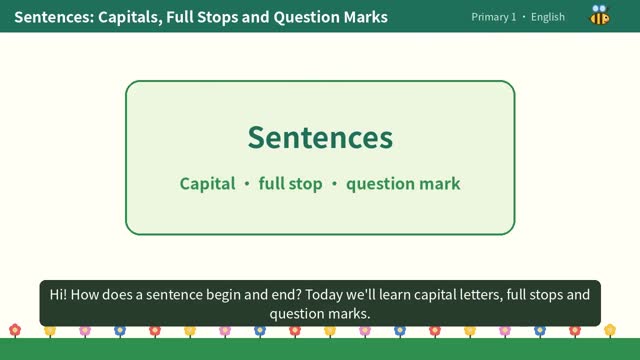 Sentences: Capitals, Full Stops and Question Marks
Primary 1 • English
Sentences
Capital • full stop • question mark
Hi! How does a sentence begin and end? Today we'll learn capital letters, full stops and
question marks.